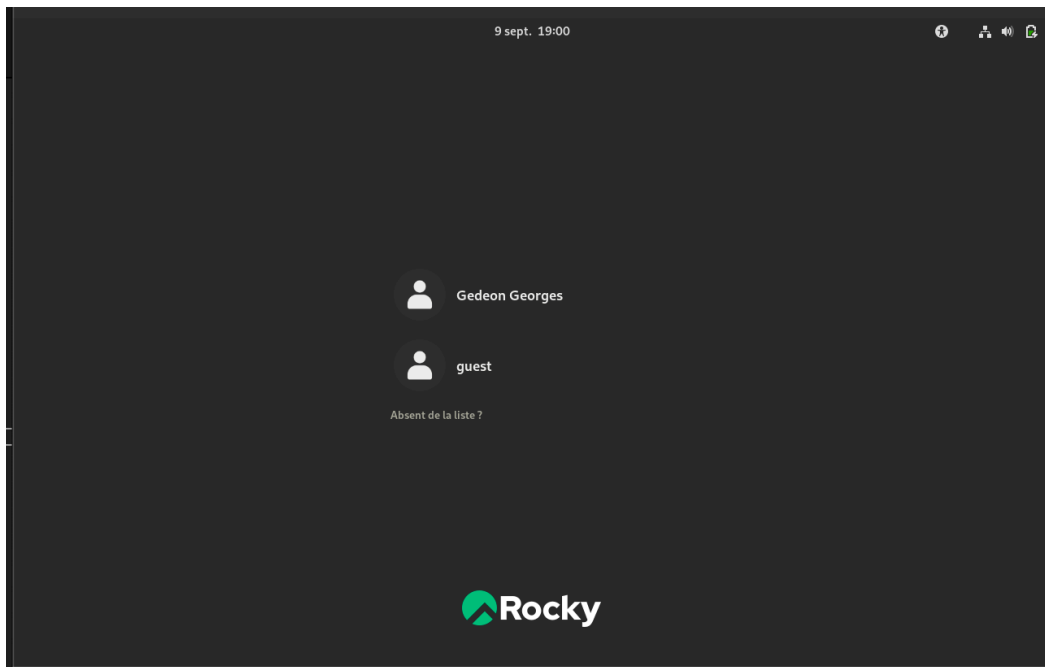 9 sept. 19:00
Gedeon Georges
guest
Absent de la liste ?
Rocky